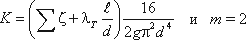 K = (∑ζ + λ_T ℓ/d) 16/(2gπ²d⁴) и m = 2